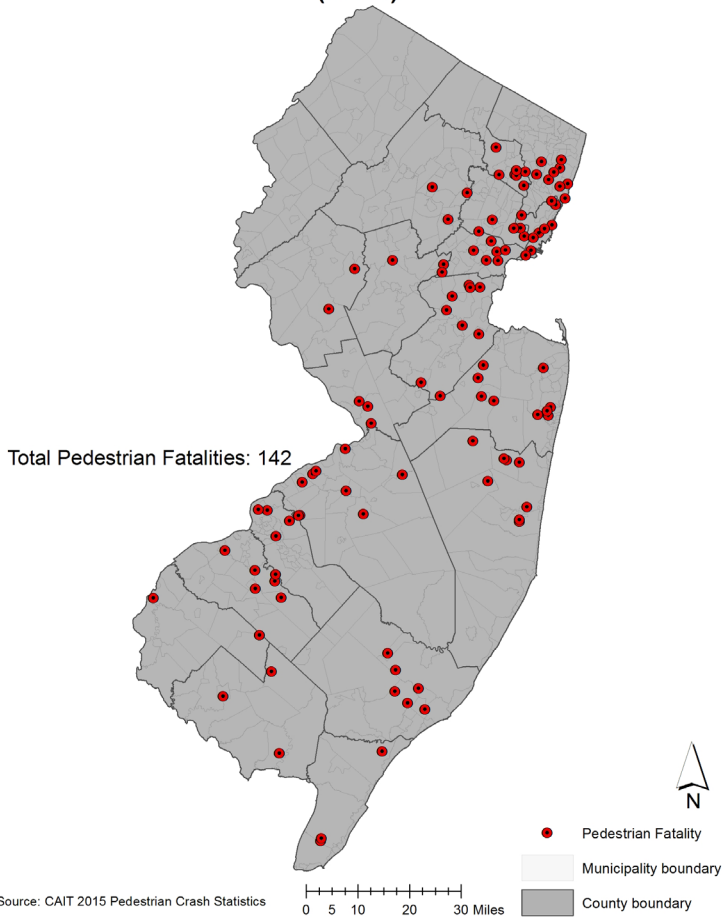 Total Pedestrian Fatalities: 142
N
Pedestrian Fatality
Municipality boundary
County boundary
Source: CAIT 2015 Pedestrian Crash Statistics
0 5 10 20 30 Miles